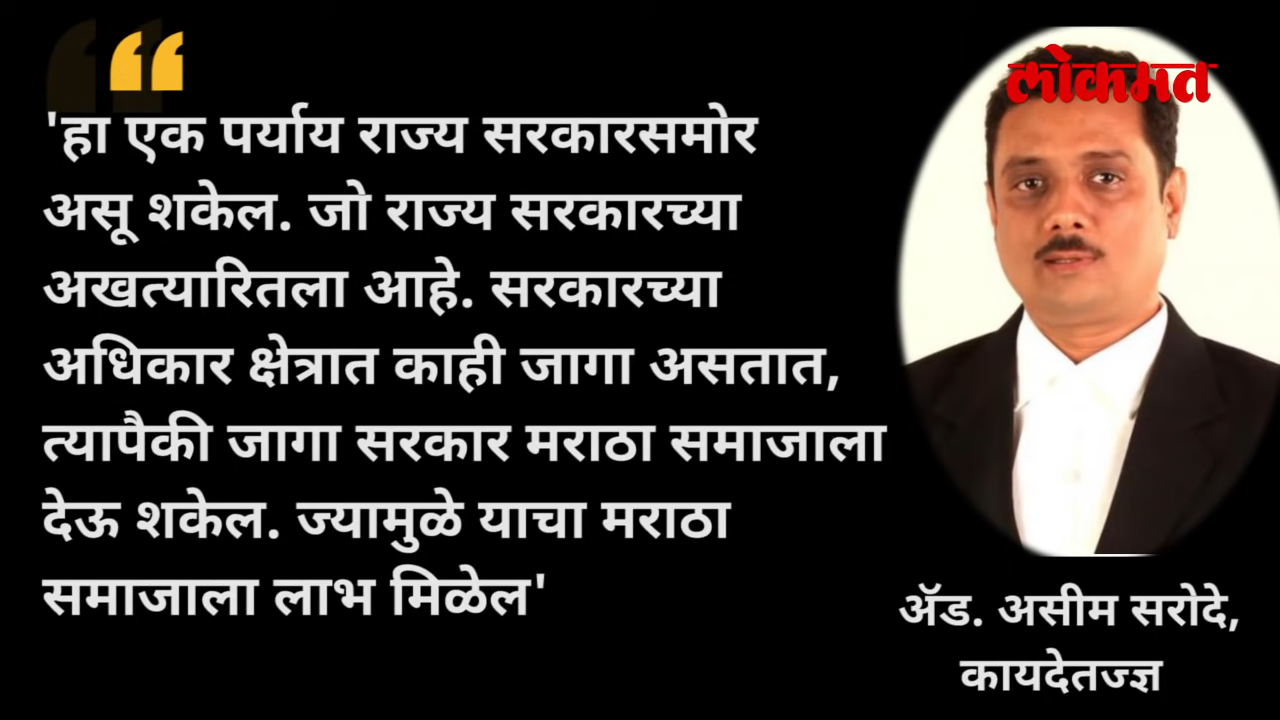 'हा एक पर्याय राज्य सरकारसमोर
असू शकेल. जो राज्य सरकारच्या
अखत्यारितला आहे. सरकारच्या
अधिकार क्षेत्रात काही जागा असतात,
त्यापैकी जागा सरकार मराठा समाजाला
देऊ शकेल. ज्यामुळे याचा मराठा
समाजाला लाभ मिळेल'
लोकमत
ॲड. असीम सरोदे,
कायदेतज्ज्ञ